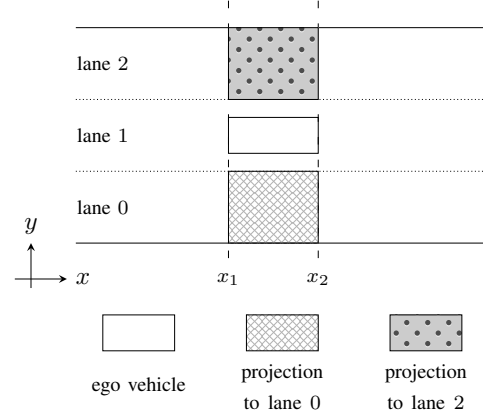 lane 2
lane 1
lane 0
y
x
x₁ x₂
ego vehicle
projection
to lane 0
projection
to lane 2